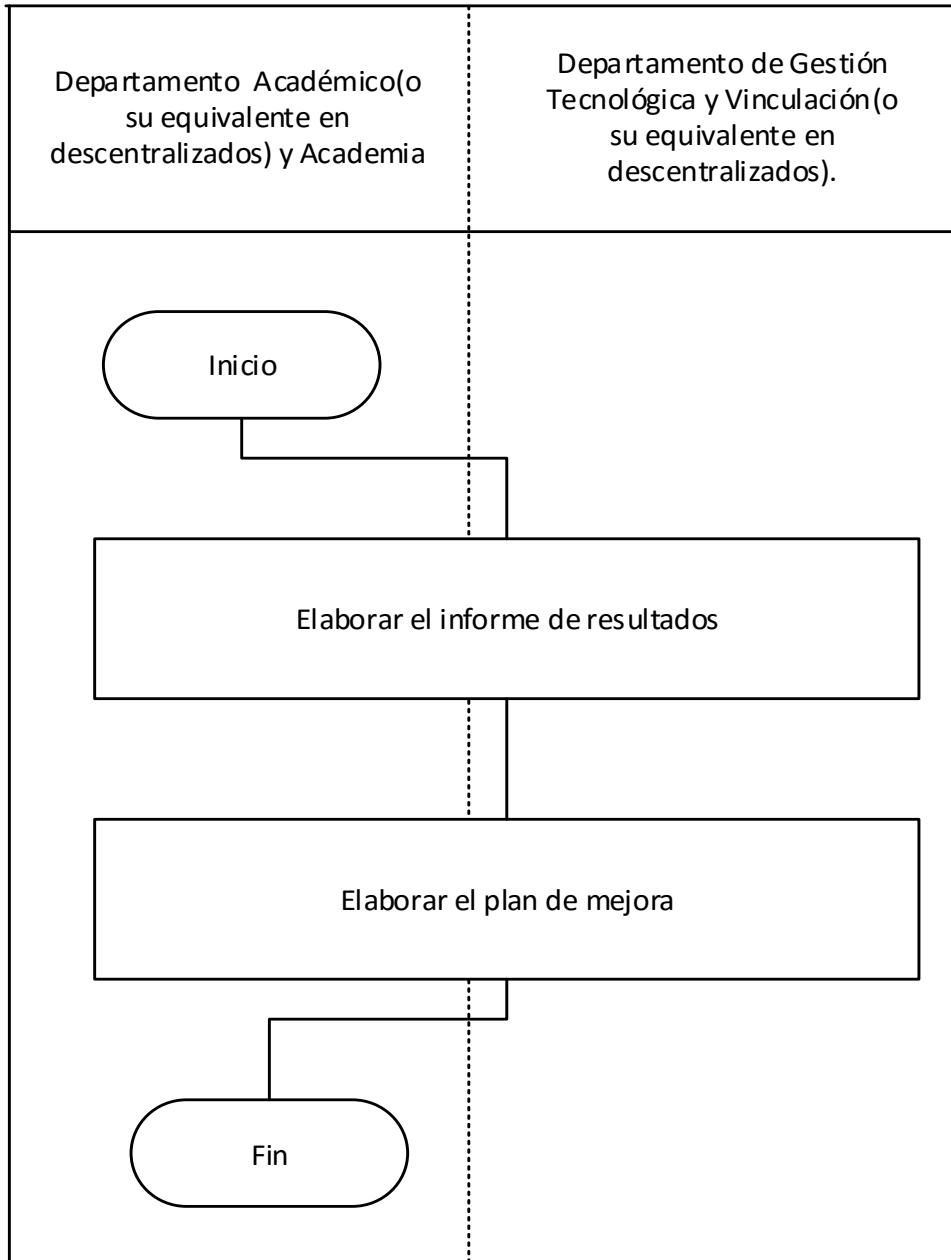 Departamento Académico(o
su equivalente en
descentralizados) y Academia
Departamento de Gestión
Tecnológica y Vinculación(o
su equivalente en
descentralizados).
Inicio
Elaborar el informe de resultados
Elaborar el plan de mejora
Fin